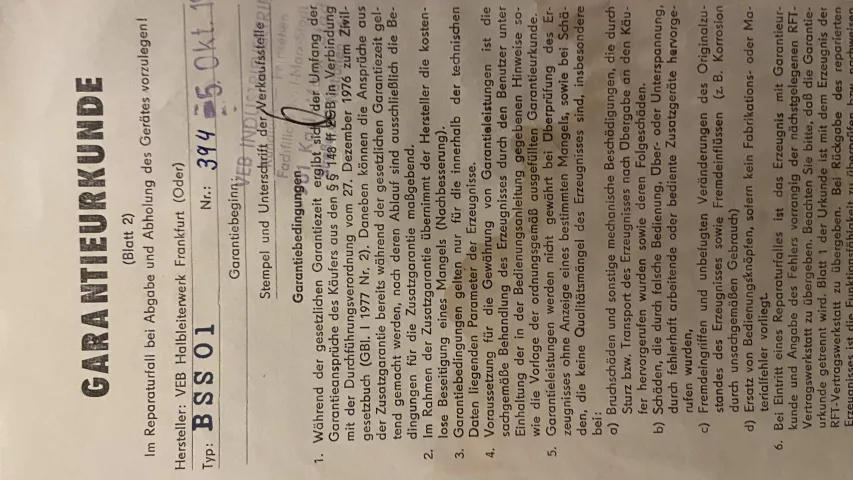 GARANTIEURKUNDE
(Blatt 2)
Im Reparaturfall bei Abgabe und Abholung des Gerätes vorzulegen!
Hersteller: VEB Halbleiterwerk Frankfurt (Oder)
Typ: BSS 01 Nr.: 394 5. Okt. 1
Garantiebeginn:
VEB INDUSTRIE
Stempel und Unterschrift der Verkaufsstelle
Garantiebedingungen
1. Während der gesetzlichen Garantiezeit ergibt sich der Umfang der
Garantieansprüche des Käufers aus den § § 148 ff ZGB in Verbindung
mit der Durchführungsverordnung vom 27. Dezember 1976 zum Zivil-
gesetzbuch (GBl. I 1977 Nr. 2). Daneben können die Ansprüche aus
der Zusatzgarantie bereits während der gesetzlichen Garantiezeit gel-
tend gemacht werden, nach deren Ablauf sind ausschließlich die Be-
dingungen für die Zusatzgarantie maßgebend.
2. Im Rahmen der Zusatzgarantie übernimmt der Hersteller die kosten-
lose Beseitigung eines Mangels (Nachbesserung).
3. Garantiebedingungen gelten nur für die innerhalb der technischen
Daten liegenden Parameter der Erzeugnisse.
4. Voraussetzung für die Gewährung von Garantieleistungen ist die
sachgemäße Behandlung des Erzeugnisses durch den Benutzer unter
Einhaltung der in der Bedienungsanleitung gegebenen Hinweise so-
wie die Vorlage der ordnungsgemäß ausgefüllten Garantieurkunde.
5. Garantieleistungen werden nicht gewährt bei Überprüfung des Er-
zeugnisses ohne Anzeige eines bestimmten Mangels, sowie bei Schä-
den, die keine Qualitätsmängel des Erzeugnisses sind, insbesondere
bei:
a) Bruchschäden und sonstige mechanische Beschädigungen, die durch
Sturz bzw. Transport des Erzeugnisses nach Übergabe an den Käu-
fer hervorgerufen wurden sowie deren Folgeschäden.
b) Schäden, die durch falsche Bedienung, Über- oder Unterspannung,
durch fehlerhaft arbeitende oder bediente Zusatzgeräte hervorge-
rufen wurden,
c) Fremdeingriffen und unbefugten Veränderungen des Originalzu-
standes des Erzeugnisses sowie Fremdeinflüssen (z. B. Korrosion
durch unsachgemäßen Gebrauch)
d) Ersatz von Bedienungsknöpfen, sofern kein Fabrikations- oder Ma-
terialfehler vorliegt.
6. Bei Eintritt eines Reparaturfalles ist das Erzeugnis mit Garantieur-
kunde und Angabe des Fehlers vorrangig der nächstgelegenen RFT-
Vertragswerkstatt zu übergeben. Beachten Sie bitte, daß die Garantie-
urkunde getrennt wird. Blatt 1 der Urkunde ist mit dem Erzeugnis der
RFT-Vertragswerkstatt zu übergeben. Bei Rückgabe des reparierten
Erzeugnisses ist die Funktionsfähigkeit zu überprüfen bzw. nachweisen